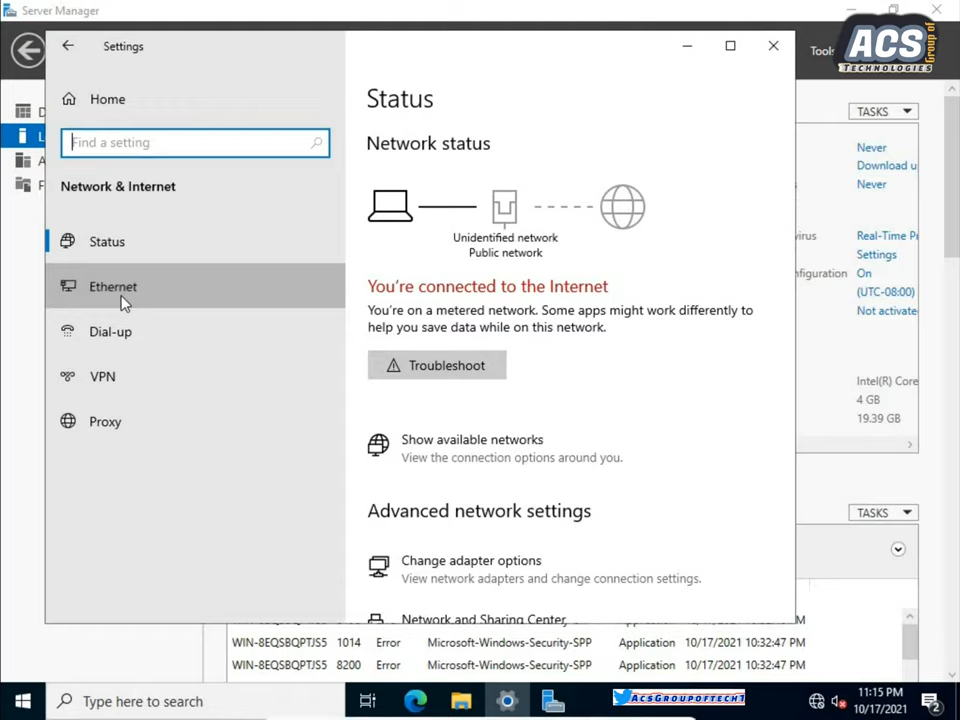 Server Manager
ACS
Group of
TECHNOLOGIES
Tools
Settings
Home
Find a setting
Network & Internet
Status
Ethernet
Dial-up
VPN
Proxy
Status
Network status
Unidentified network
Public network
You're connected to the Internet
You're on a metered network. Some apps might work differently to
help you save data while on this network.
Troubleshoot
Show available networks
View the connection options around you.
Advanced network settings
Change adapter options
View network adapters and change connection settings.
Network and Sharing Center
TASKS
Never
Download u
Never
virus
Real-Time Pr
Settings
figuration
On
(UTC-08:00)
Not activate
Intel(R) Core
4 GB
19.39 GB
TASKS
WIN-8EQSBQPTJS5 1014 Error Microsoft-Windows-Security-SPP Application 10/17/2021 10:32:47 PM
WIN-8EQSBQPTJS5 8200 Error Microsoft-Windows-Security-SPP Application 10/17/2021 10:32:47 PM
Type here to search
AcsGroupoftech1
11:15 PM
10/17/2021
2